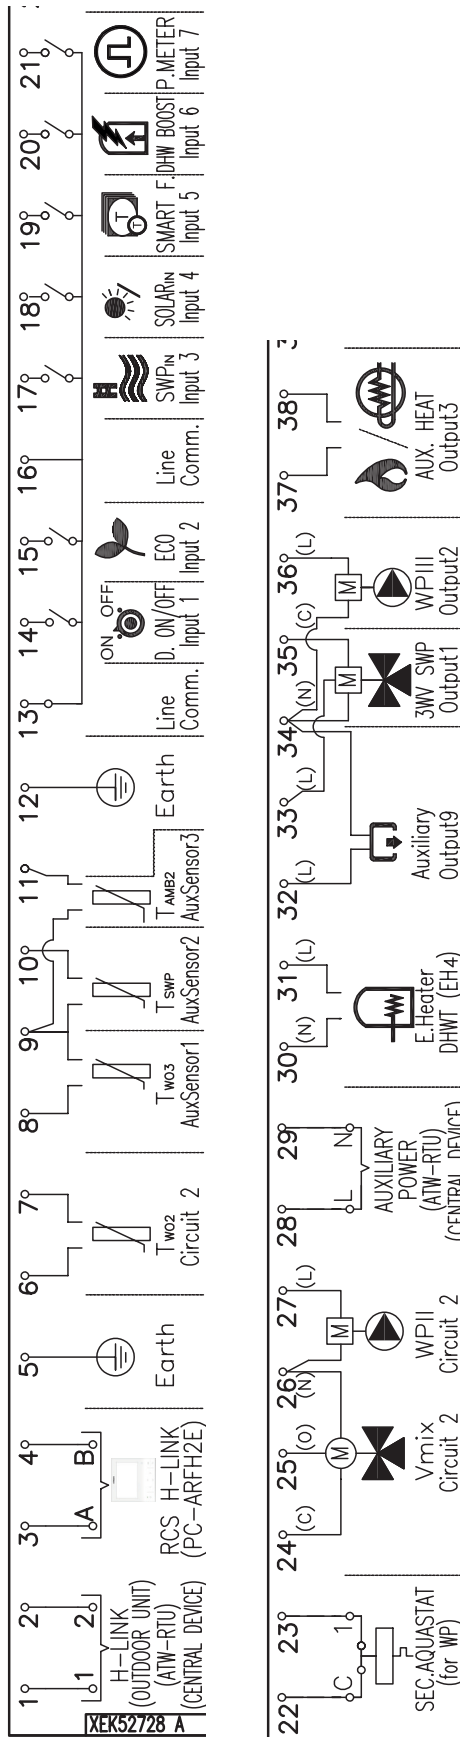 1 2 3 4 5 6 7 8 9 10 11 12 13 14 15 16 17 18 19 20 21
1 2 A B
ON OFF
T T
H-LINK
(OUTDOOR UNIT)
(ATW-RTU)
(CENTRAL DEVICE)
RCS H-LINK
(PC-ARFH2E)
Earth
TWO2
Circuit 2
TWO3
AuxSensor1
TSWP
AuxSensor2
TAMB2
AuxSensor3
Earth
Line
Comm.
D. ON/OFF
Input 1
ECO
Input 2
Line
Comm.
SWPIN
Input 3
SOLARIN
Input 4
SMART F.
Input 5
DHW BOOST
Input 6
P.METER
Input 7
XEK52728 A
22 23 24 25 26 27 28 29 30 31 32 33 34 35 36 37 38
(C) (O) (N) (L) (N) (L) (L) (L) (N) (C) (L)
C 1 M M L N M M
SEC.AQUASTAT
(for WP)
Vmix
Circuit 2
WPII
Circuit 2
AUXILIARY
POWER
(ATW-RTU)
(CENTRAL DEVICE)
E.Heater
DHWT (EH4)
Auxiliary
Output9
3WV SWP
Output1
WPIII
Output2
AUX. HEAT
Output3